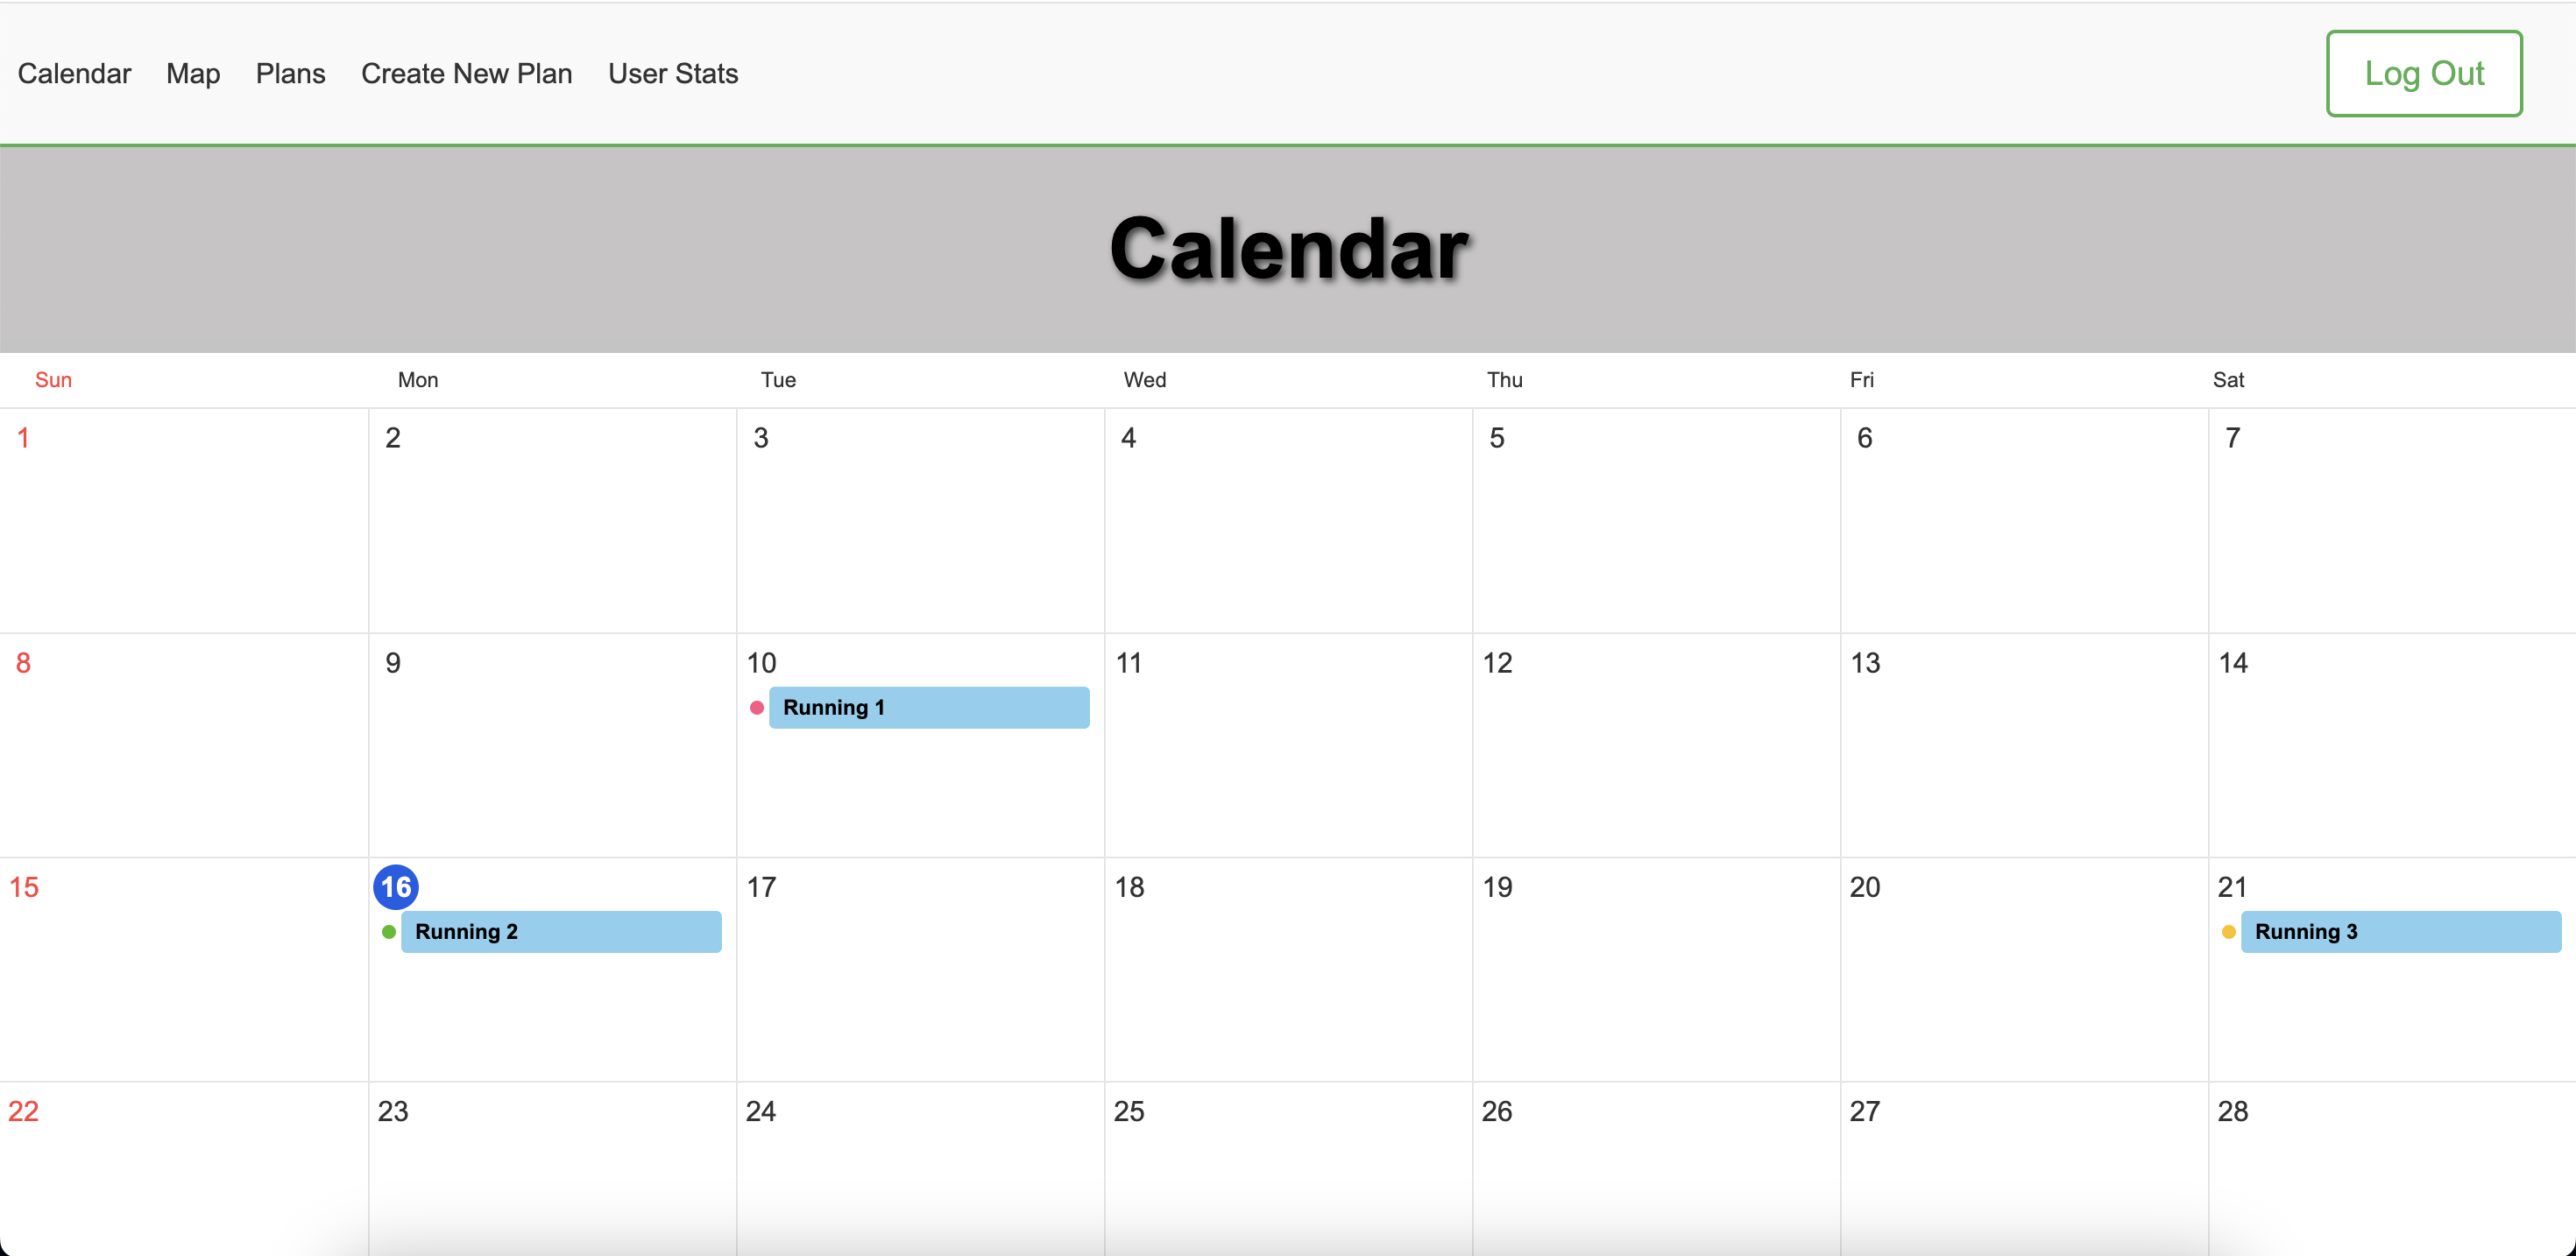 Calendar Map Plans Create New Plan User Stats Log Out
Calendar
Sun Mon Tue Wed Thu Fri Sat
1 2 3 4 5 6 7
8 9 10 11 12 13 14
Running 1
15 16 17 18 19 20 21
Running 2 Running 3
22 23 24 25 26 27 28